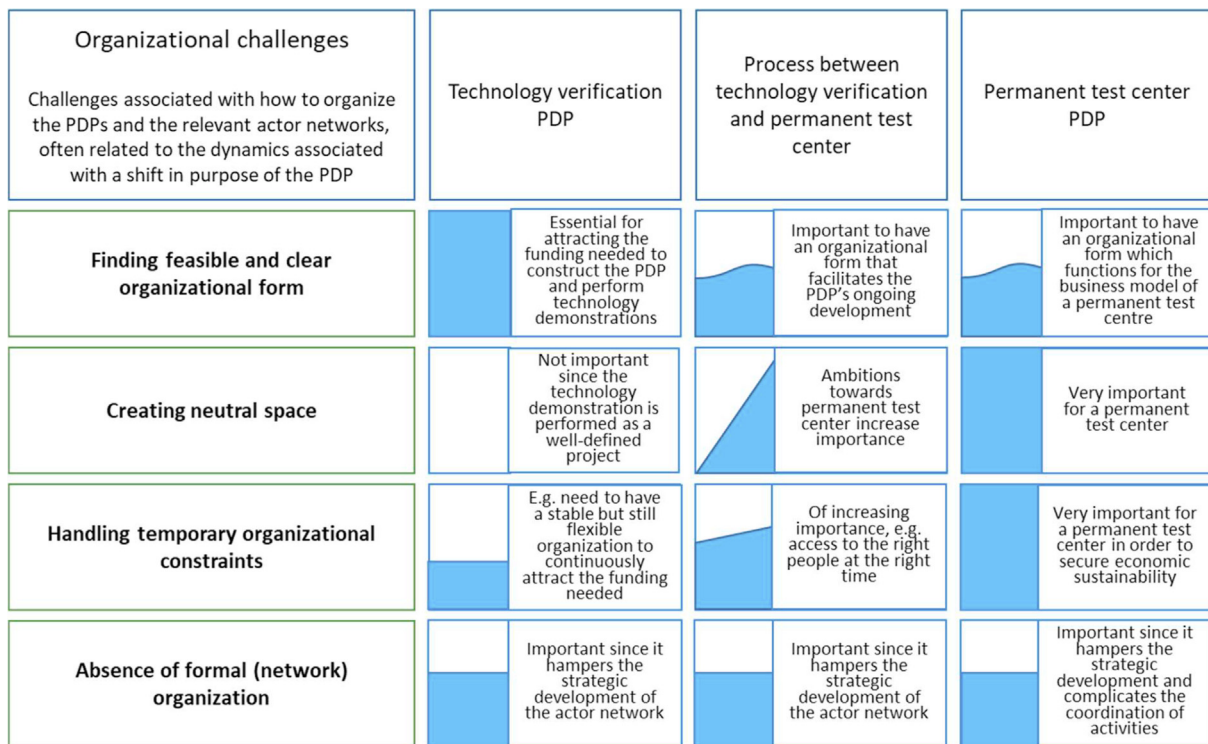 Organizational challenges
Challenges associated with how to organize
the PDPs and the relevant actor networks,
often related to the dynamics associated
with a shift in purpose of the PDP
Technology verification
PDP
Process between
technology verification
and permanent test
center
Permanent test center
PDP
Finding feasible and clear
organizational form
Essential for
attracting the
funding needed to
construct the PDP
and perform
technology
demonstrations
Important to have
an organizational
form that
facilitates the
PDP's ongoing
development
Important to have
an organizational
form which
functions for the
business model of
a permanent test
centre
Creating neutral space
Not important
since the
technology
demonstration is
performed as a
well-defined
project
Ambitions
towards
permanent test
center increase
importance
Very important
for a permanent
test center
Handling temporary organizational
constraints
E.g. need to have
a stable but still
flexible
organization to
continuously
attract the funding
needed
Of increasing
importance, e.g.
access to the right
people at the right
time
Very important for
a permanent test
center in order to
secure economic
sustainability
Absence of formal (network)
organization
Important since it
hampers the
strategic
development of
the actor network
Important since it
hampers the
strategic
development of
the actor network
Important since it
hampers the
strategic
development and
complicates the
coordination of
activities